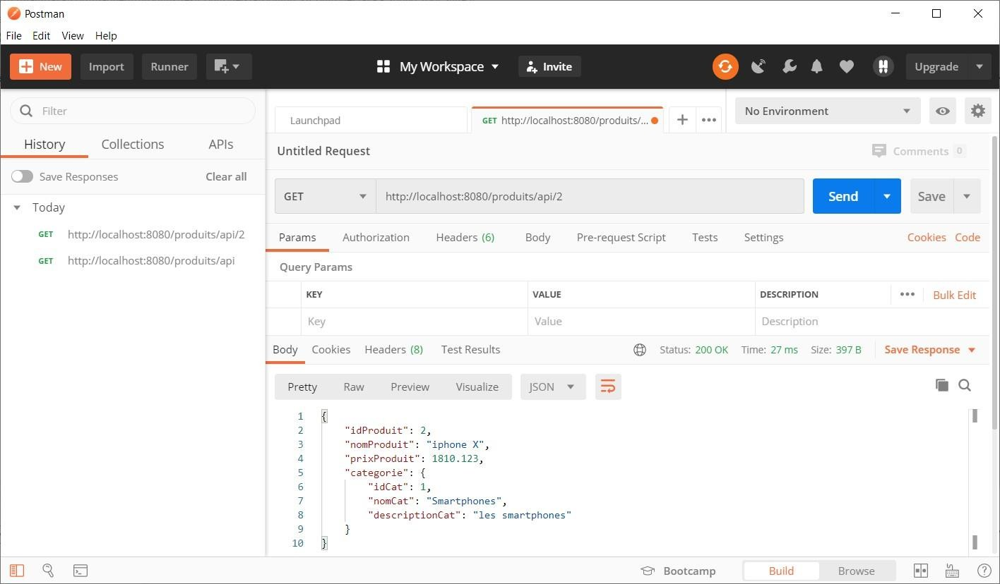 Postman
File Edit View Help
New Import Runner My Workspace Invite Upgrade
Filter
History Collections APIs
Save Responses Clear all
Today
GET http://localhost:8080/produits/api/2
GET http://localhost:8080/produits/api
Launchpad GET http://localhost:8080/produits/... No Environment
Untitled Request Comments 0
GET http://localhost:8080/produits/api/2 Send Save
Params Authorization Headers (6) Body Pre-request Script Tests Settings Cookies Code
Query Params
KEY VALUE DESCRIPTION Bulk Edit
Key Value Description
Body Cookies Headers (8) Test Results Status: 200 OK Time: 27 ms Size: 397 B Save Response
Pretty Raw Preview Visualize JSON
1 {
2 "idProduit": 2,
3 "nomProduit": "iphone X",
4 "prixProduit": 1810.123,
5 "categorie": {
6 "idCat": 1,
7 "nomCat": "Smartphones",
8 "descriptionCat": "les smartphones"
9 }
10 }
Bootcamp Build Browse